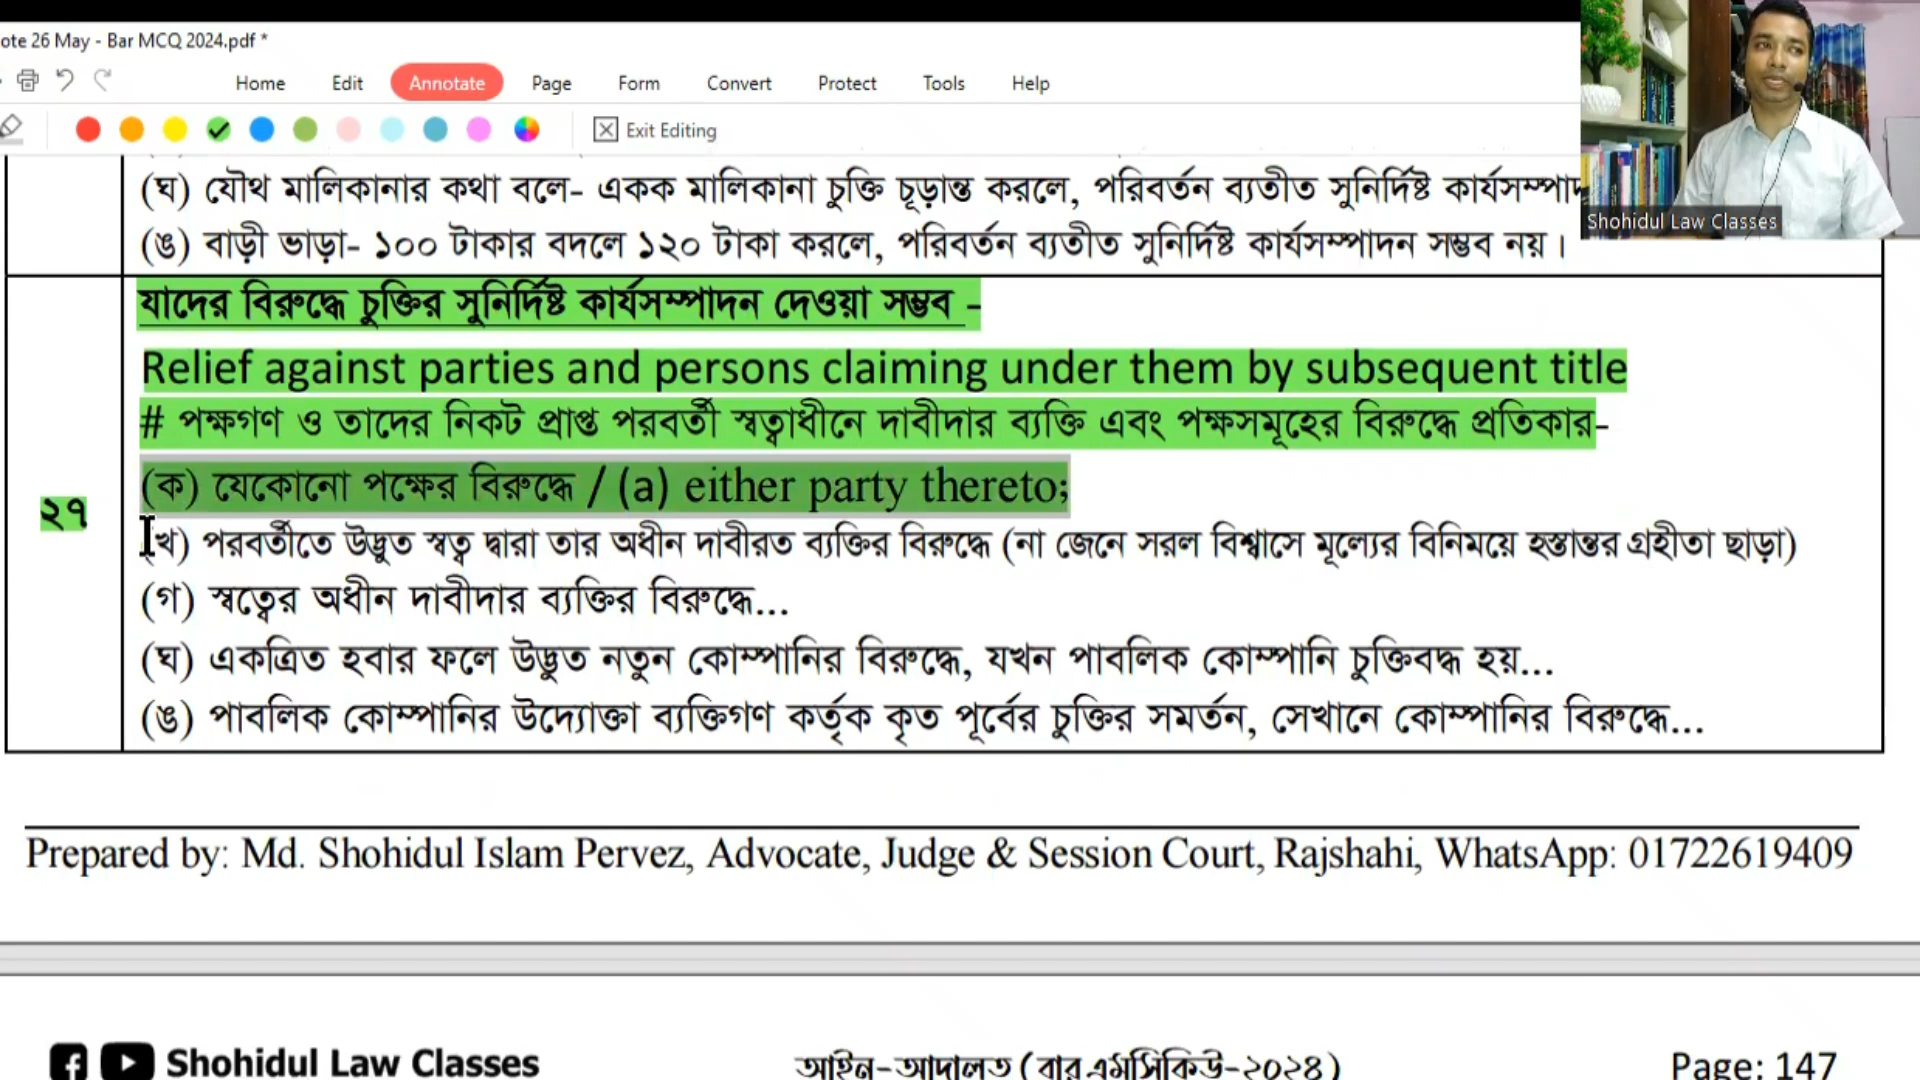 ote 26 May - Bar MCQ 2024.pdf *
Home Edit Annotate Page Form Convert Protect Tools Help
Exit Editing
(ঘ) যৌথ মালিকানার কথা বলে- একক মালিকানা চুক্তি চূড়ান্ত করলে, পরিবর্তন ব্যতীত সুনির্দিষ্ট কার্যসম্পাদ
Shohidul Law Classes
(ঙ) বাড়ী ভাড়া- ১০০ টাকার বদলে ১২০ টাকা করলে, পরিবর্তন ব্যতীত সুনির্দিষ্ট কার্যসম্পাদন সম্ভব নয়।
যাদের বিরুদ্ধে চুক্তির সুনির্দিষ্ট কার্যসম্পাদন দেওয়া সম্ভব -
Relief against parties and persons claiming under them by subsequent title
# পক্ষগণ ও তাদের নিকট প্রাপ্ত পরবর্তী স্বত্বাধীনে দাবীদার ব্যক্তি এবং পক্ষসমূহের বিরুদ্ধে প্রতিকার-
(ক) যেকোনো পক্ষের বিরুদ্ধে / (a) either party thereto;
২৭
(খ) পরবর্তীতে উদ্ভুত স্বত্ব দ্বারা তার অধীন দাবীরত ব্যক্তির বিরুদ্ধে (না জেনে সরল বিশ্বাসে মূল্যের বিনিময়ে হস্তান্তর গ্রহীতা ছাড়া)
(গ) স্বত্বের অধীন দাবীদার ব্যক্তির বিরুদ্ধে...
(ঘ) একত্রিত হবার ফলে উদ্ভুত নতুন কোম্পানির বিরুদ্ধে, যখন পাবলিক কোম্পানি চুক্তিবদ্ধ হয়...
(ঙ) পাবলিক কোম্পানির উদ্যোক্তা ব্যক্তিগণ কর্তৃক কৃত পূর্বের চুক্তির সমর্তন, সেখানে কোম্পানির বিরুদ্ধে...
Prepared by: Md. Shohidul Islam Pervez, Advocate, Judge & Session Court, Rajshahi, WhatsApp: 01722619409
Shohidul Law Classes আইন-আদালত (বার এমসিকিউ-২০২৪) Page: 147